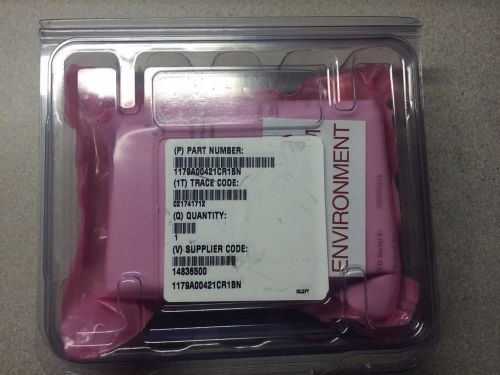 (P) PART NUMBER:
1179A00421CR1BN
(1T) TRACE CODE:
021741712
(Q) QUANTITY:
1
(V) SUPPLIER CODE:
14836500
1179A00421CR1BN
ENVIRONMENT